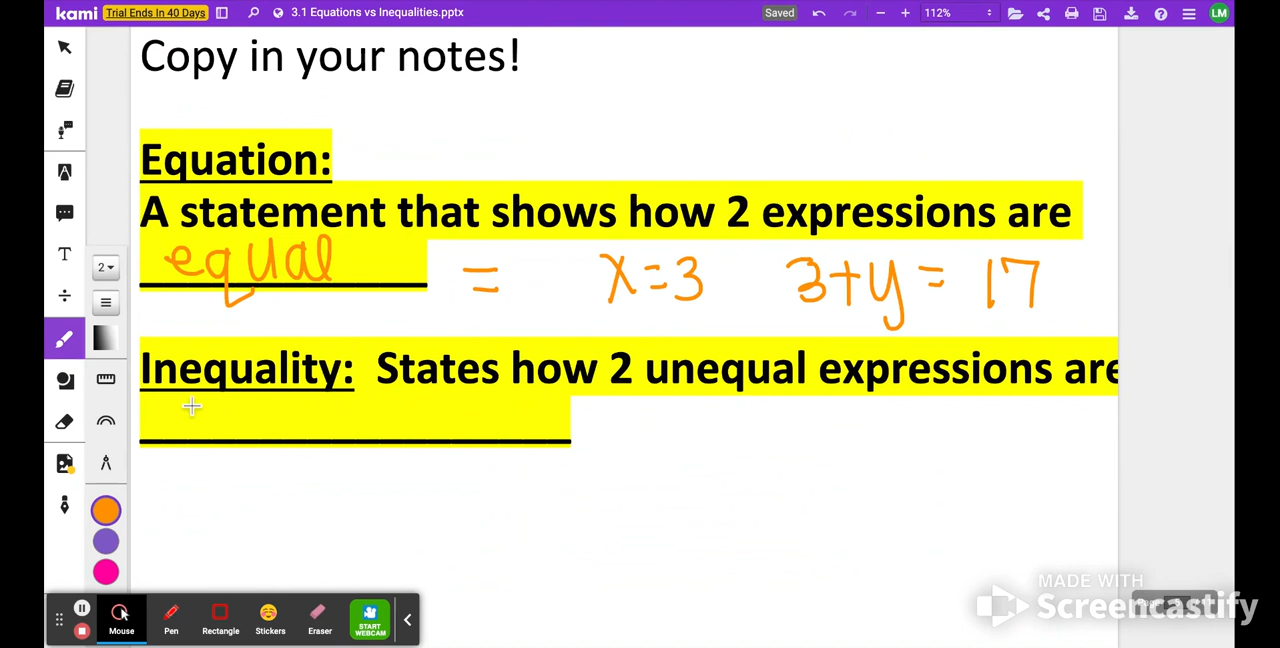 kami Trial Ends In 40 Days 3.1 Equations vs Inequalities.pptx Saved 112% LM
Copy in your notes!
Equation:
A statement that shows how 2 expressions are
equal = x=3 3+y=17
Inequality: States how 2 unequal expressions are
T
2
MADE WITH
Screencastify
Mouse Pen Rectangle Stickers Eraser START WEBCAM